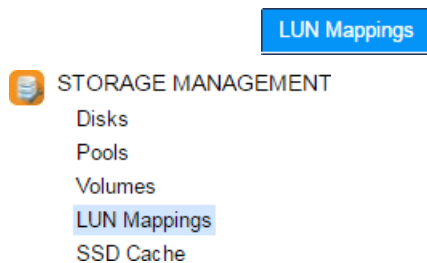 LUN Mappings
STORAGE MANAGEMENT
Disks
Pools
Volumes
LUN Mappings
SSD Cache